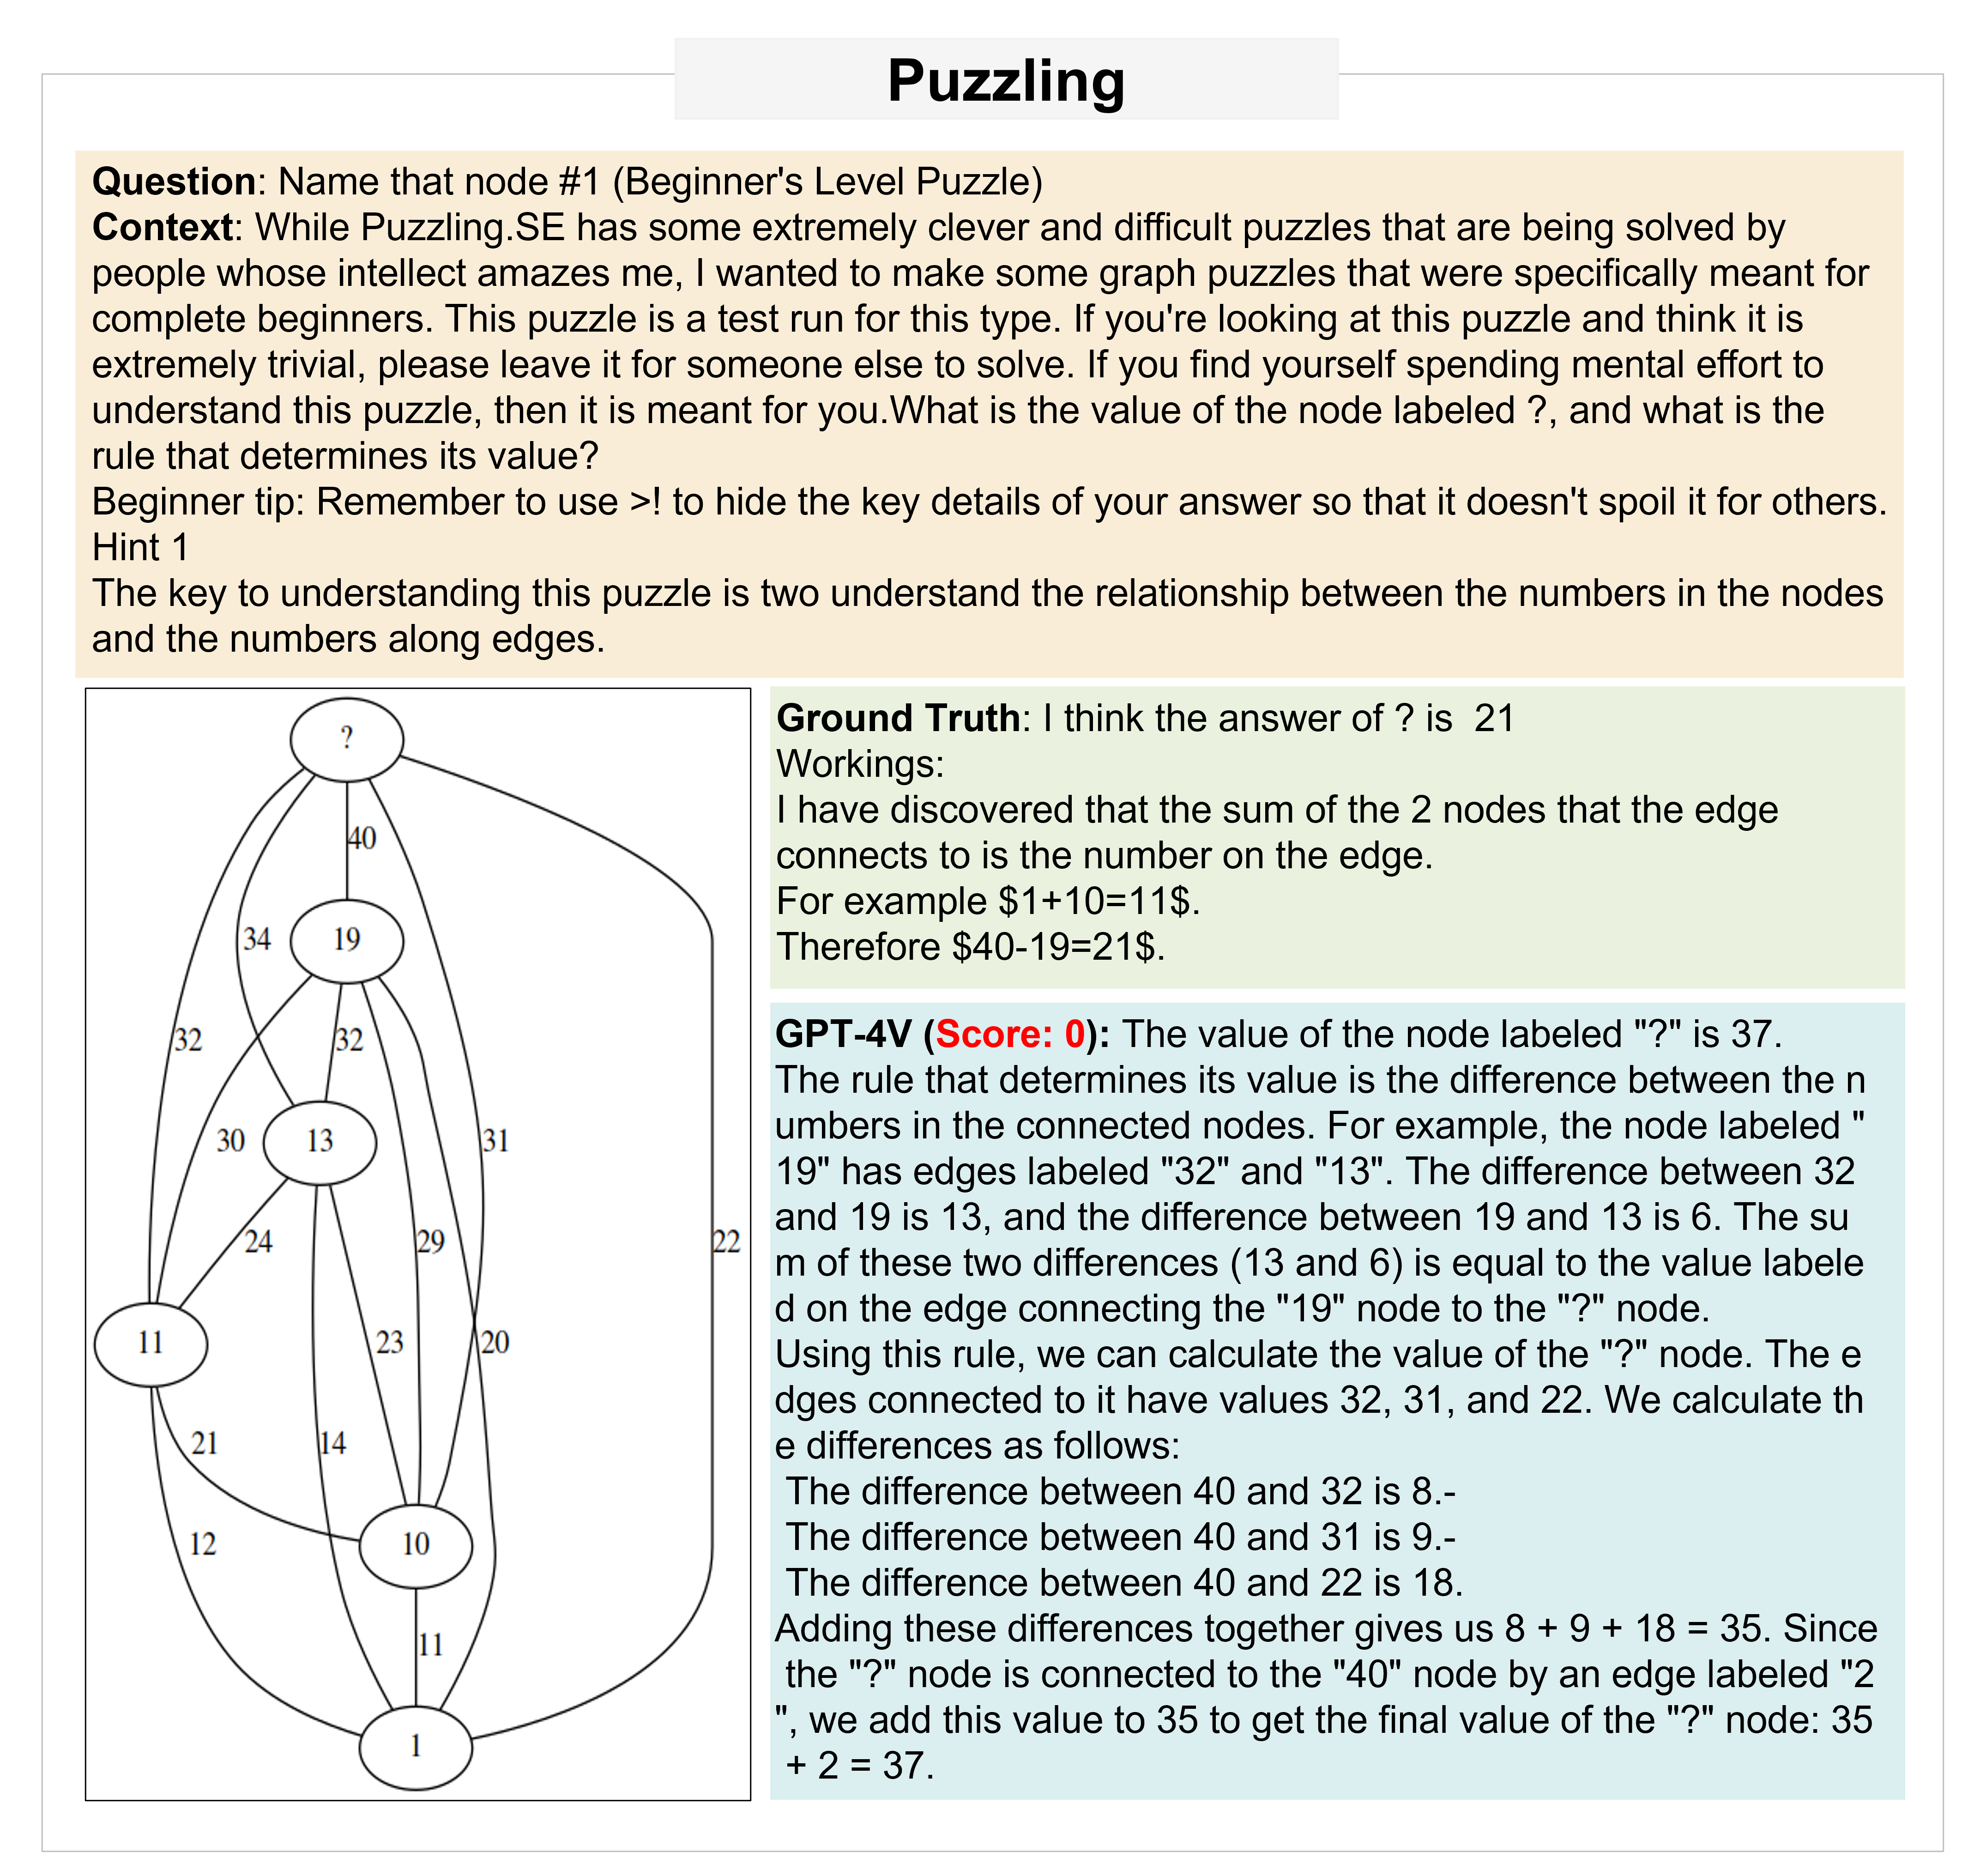 Puzzling
Question: Name that node #1 (Beginner's Level Puzzle)
Context: While Puzzling.SE has some extremely clever and difficult puzzles that are being solved by
people whose intellect amazes me, I wanted to make some graph puzzles that were specifically meant for
complete beginners. This puzzle is a test run for this type. If you're looking at this puzzle and think it is
extremely trivial, please leave it for someone else to solve. If you find yourself spending mental effort to
understand this puzzle, then it is meant for you.What is the value of the node labeled ?, and what is the
rule that determines its value?
Beginner tip: Remember to use >! to hide the key details of your answer so that it doesn't spoil it for others.
Hint 1
The key to understanding this puzzle is two understand the relationship between the numbers in the nodes
and the numbers along edges.
?
40
34
19
32
32
30
13
31
24
29
22
11
23
20
21
14
12
10
11
1
Ground Truth: I think the answer of ? is  21
Workings:
I have discovered that the sum of the 2 nodes that the edge
connects to is the number on the edge.
For example $1+10=11$.
Therefore $40-19=21$.
GPT-4V (Score: 0): The value of the node labeled "?" is 37.
The rule that determines its value is the difference between the n
umbers in the connected nodes. For example, the node labeled "
19" has edges labeled "32" and "13". The difference between 32
and 19 is 13, and the difference between 19 and 13 is 6. The su
m of these two differences (13 and 6) is equal to the value labele
d on the edge connecting the "19" node to the "?" node.
Using this rule, we can calculate the value of the "?" node. The e
dges connected to it have values 32, 31, and 22. We calculate th
e differences as follows:
The difference between 40 and 32 is 8.-
The difference between 40 and 31 is 9.-
The difference between 40 and 22 is 18.
Adding these differences together gives us 8 + 9 + 18 = 35. Since
the "?" node is connected to the "40" node by an edge labeled "2
", we add this value to 35 to get the final value of the "?" node: 35
+ 2 = 37.